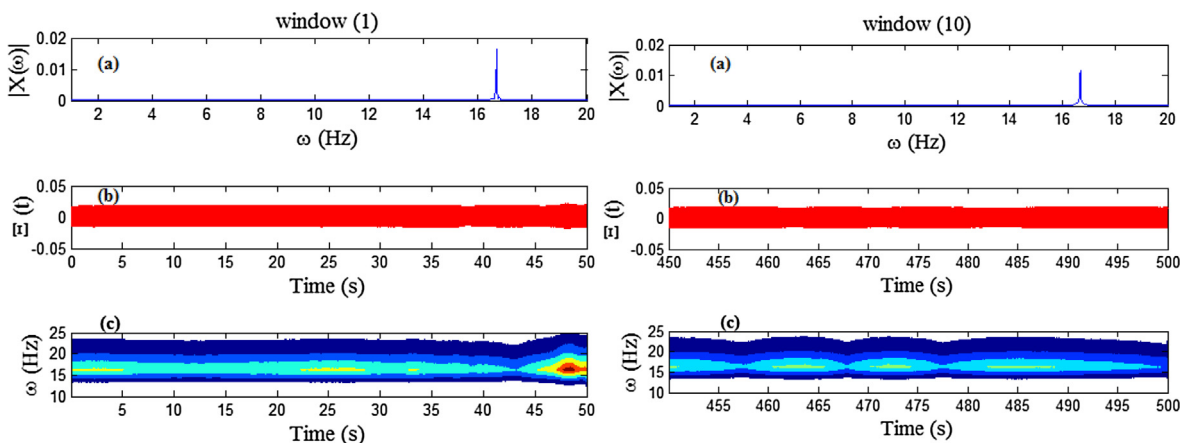 window (1)
|X(ω)|
0.02
0.01
0
(a)
2 4 6 8 10 12 14 16 18 20
ω (Hz)
Ξ (t)
0.05
0
-0.05
(b)
0 5 10 15 20 25 30 35 40 45 50
Time (s)
ω (Hz)
25
20
15
10
(c)
5 10 15 20 25 30 35 40 45 50
Time (s)
window (10)
|X(ω)|
0.02
0.01
0
(a)
2 4 6 8 10 12 14 16 18 20
ω (Hz)
Ξ (t)
0.05
0
-0.05
(b)
450 455 460 465 470 475 480 485 490 495 500
Time (s)
ω (Hz)
25
20
15
10
(c)
455 460 465 470 475 480 485 490 495 500
Time (s)